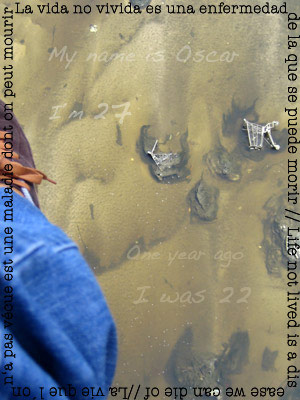 La vida no vivida es una enfermedad
de la que se puede morir // Life not lived is a dis
ease we can die of //La vie que l on
n'a pas vécue est une maladie dont on peut mourir
My name is Oscar
I'm 27
One year ago
I was 22